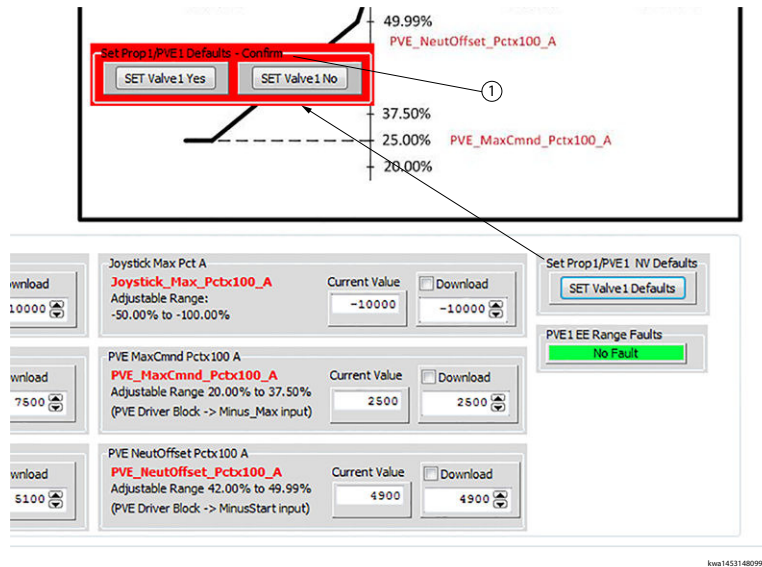 49.99%
PVE_NeutOffset_Pctx100_A
Set Prop1/PVE1 Defaults - Confirm
SET Valve1 Yes
SET Valve1 No
1
37.50%
25.00%
PVE_MaxCmnd_Pctx100_A
20.00%
Joystick Max Pct A
Set Prop1/PVE1 NV Defaults
wnload
Joystick_Max_Pctx100_A
Current Value
Download
SET Valve1 Defaults
10000
Adjustable Range:
-50.00% to -100.00%
-10000
-10000
PVE1 EE Range Faults
No Fault
PVE MaxCmnd Pctx100 A
wnload
PVE_MaxCmnd_Pctx100_A
Current Value
Download
7500
Adjustable Range 20.00% to 37.50%
(PVE Driver Block -> Minus_Max input)
2500
2500
PVE NeutOffset Pctx100 A
wnload
PVE_NeutOffset_Pctx100_A
Current Value
Download
5100
Adjustable Range 42.00% to 49.99%
(PVE Driver Block -> MinusStart input)
4900
4900
kwa1453148099